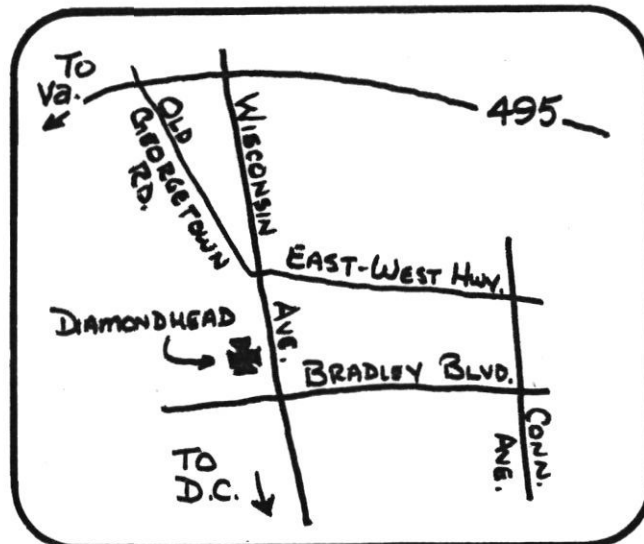 TO
Va.
495
OLD
GEORGETOWN
RD.
WISCONSIN
AVE.
EAST-WEST HWY.
DIAMONDHEAD
BRADLEY BLVD.
CONN.
AVE.
TO
D.C.